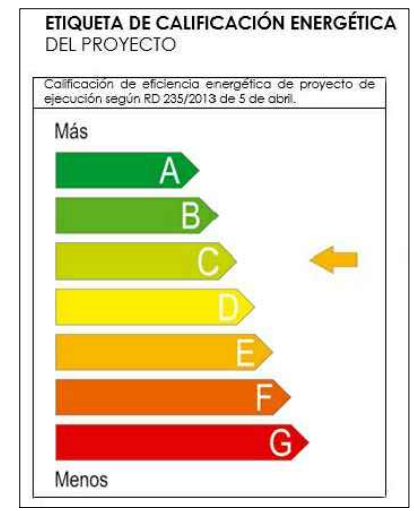 ETIQUETA DE CALIFICACIÓN ENERGÉTICA
DEL PROYECTO
Calificación de eficiencia energética de proyecto de
ejecución según RD 235/2013 de 5 de abril.
Más
A
B
C
D
E
F
G
Menos